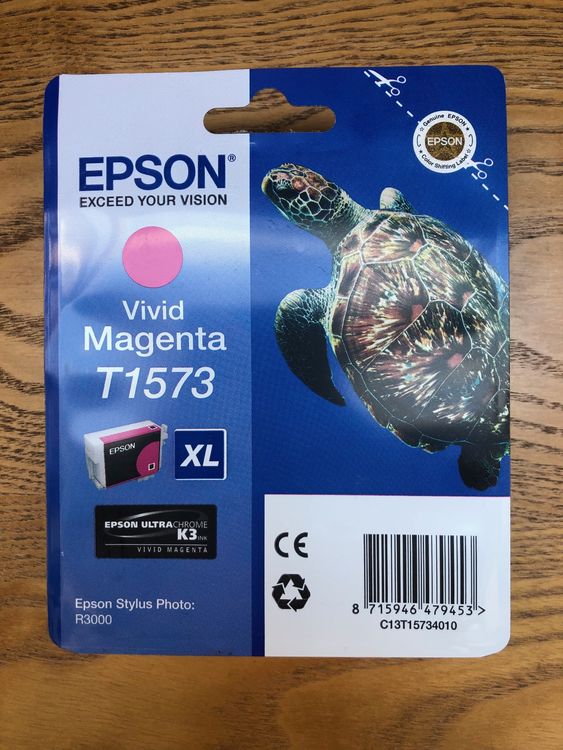 EPSON®
EXCEED YOUR VISION
Vivid
Magenta
T1573
EPSON
XL
EPSON ULTRACHROME
K3 INK
VIVID MAGENTA
Epson Stylus Photo:
R3000
Genuine EPSON
EPSON
Color Shifting Label
CE
8 715946 479453 >
C13T15734010